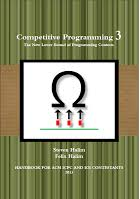 Competitive Programming 3
The New Lower Bound of Programming Contests
Steven Halim
Felix Halim
HANDBOOK FOR ACM ICPC AND IOI CONTESTANTS
2013